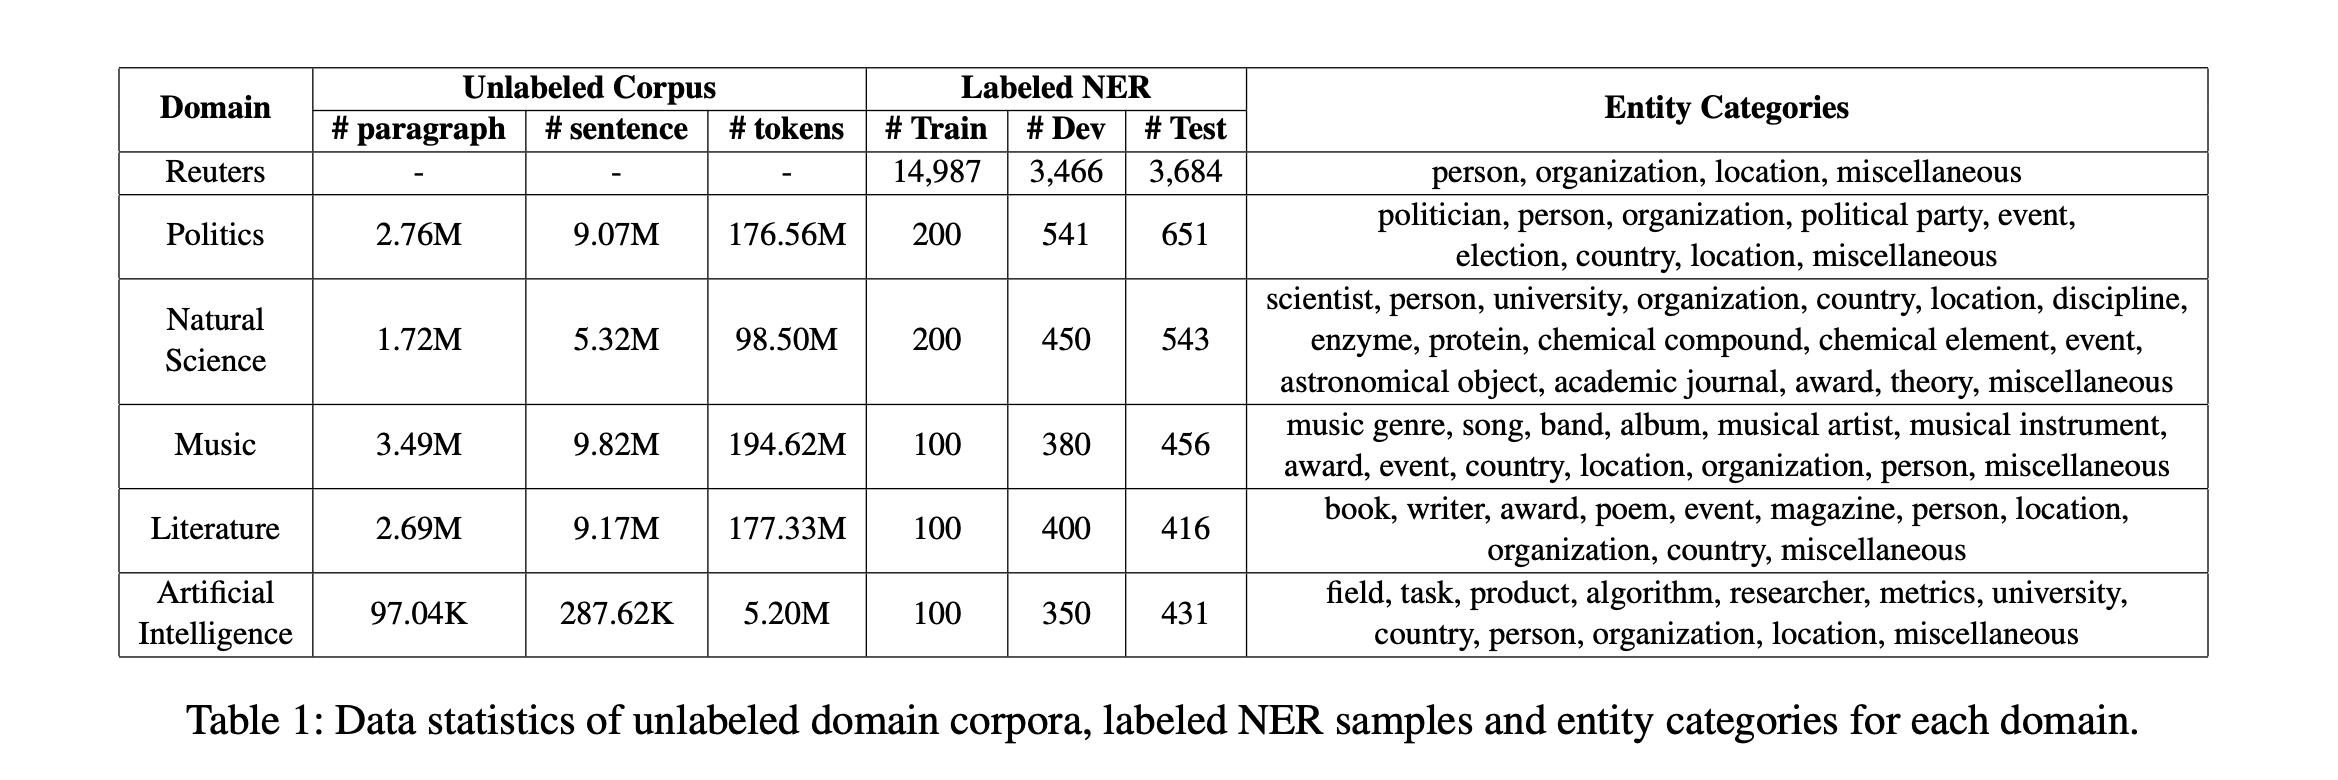 Domain Unlabeled Corpus Labeled NER Entity Categories
# paragraph # sentence # tokens # Train # Dev # Test
Reuters - - - 14,987 3,466 3,684 person, organization, location, miscellaneous
Politics 2.76M 9.07M 176.56M 200 541 651 politician, person, organization, political party, event,
election, country, location, miscellaneous
Natural
Science 1.72M 5.32M 98.50M 200 450 543 scientist, person, university, organization, country, location, discipline,
enzyme, protein, chemical compound, chemical element, event,
astronomical object, academic journal, award, theory, miscellaneous
Music 3.49M 9.82M 194.62M 100 380 456 music genre, song, band, album, musical artist, musical instrument,
award, event, country, location, organization, person, miscellaneous
Literature 2.69M 9.17M 177.33M 100 400 416 book, writer, award, poem, event, magazine, person, location,
organization, country, miscellaneous
Artificial
Intelligence 97.04K 287.62K 5.20M 100 350 431 field, task, product, algorithm, researcher, metrics, university,
country, person, organization, location, miscellaneous
Table 1: Data statistics of unlabeled domain corpora, labeled NER samples and entity categories for each domain.